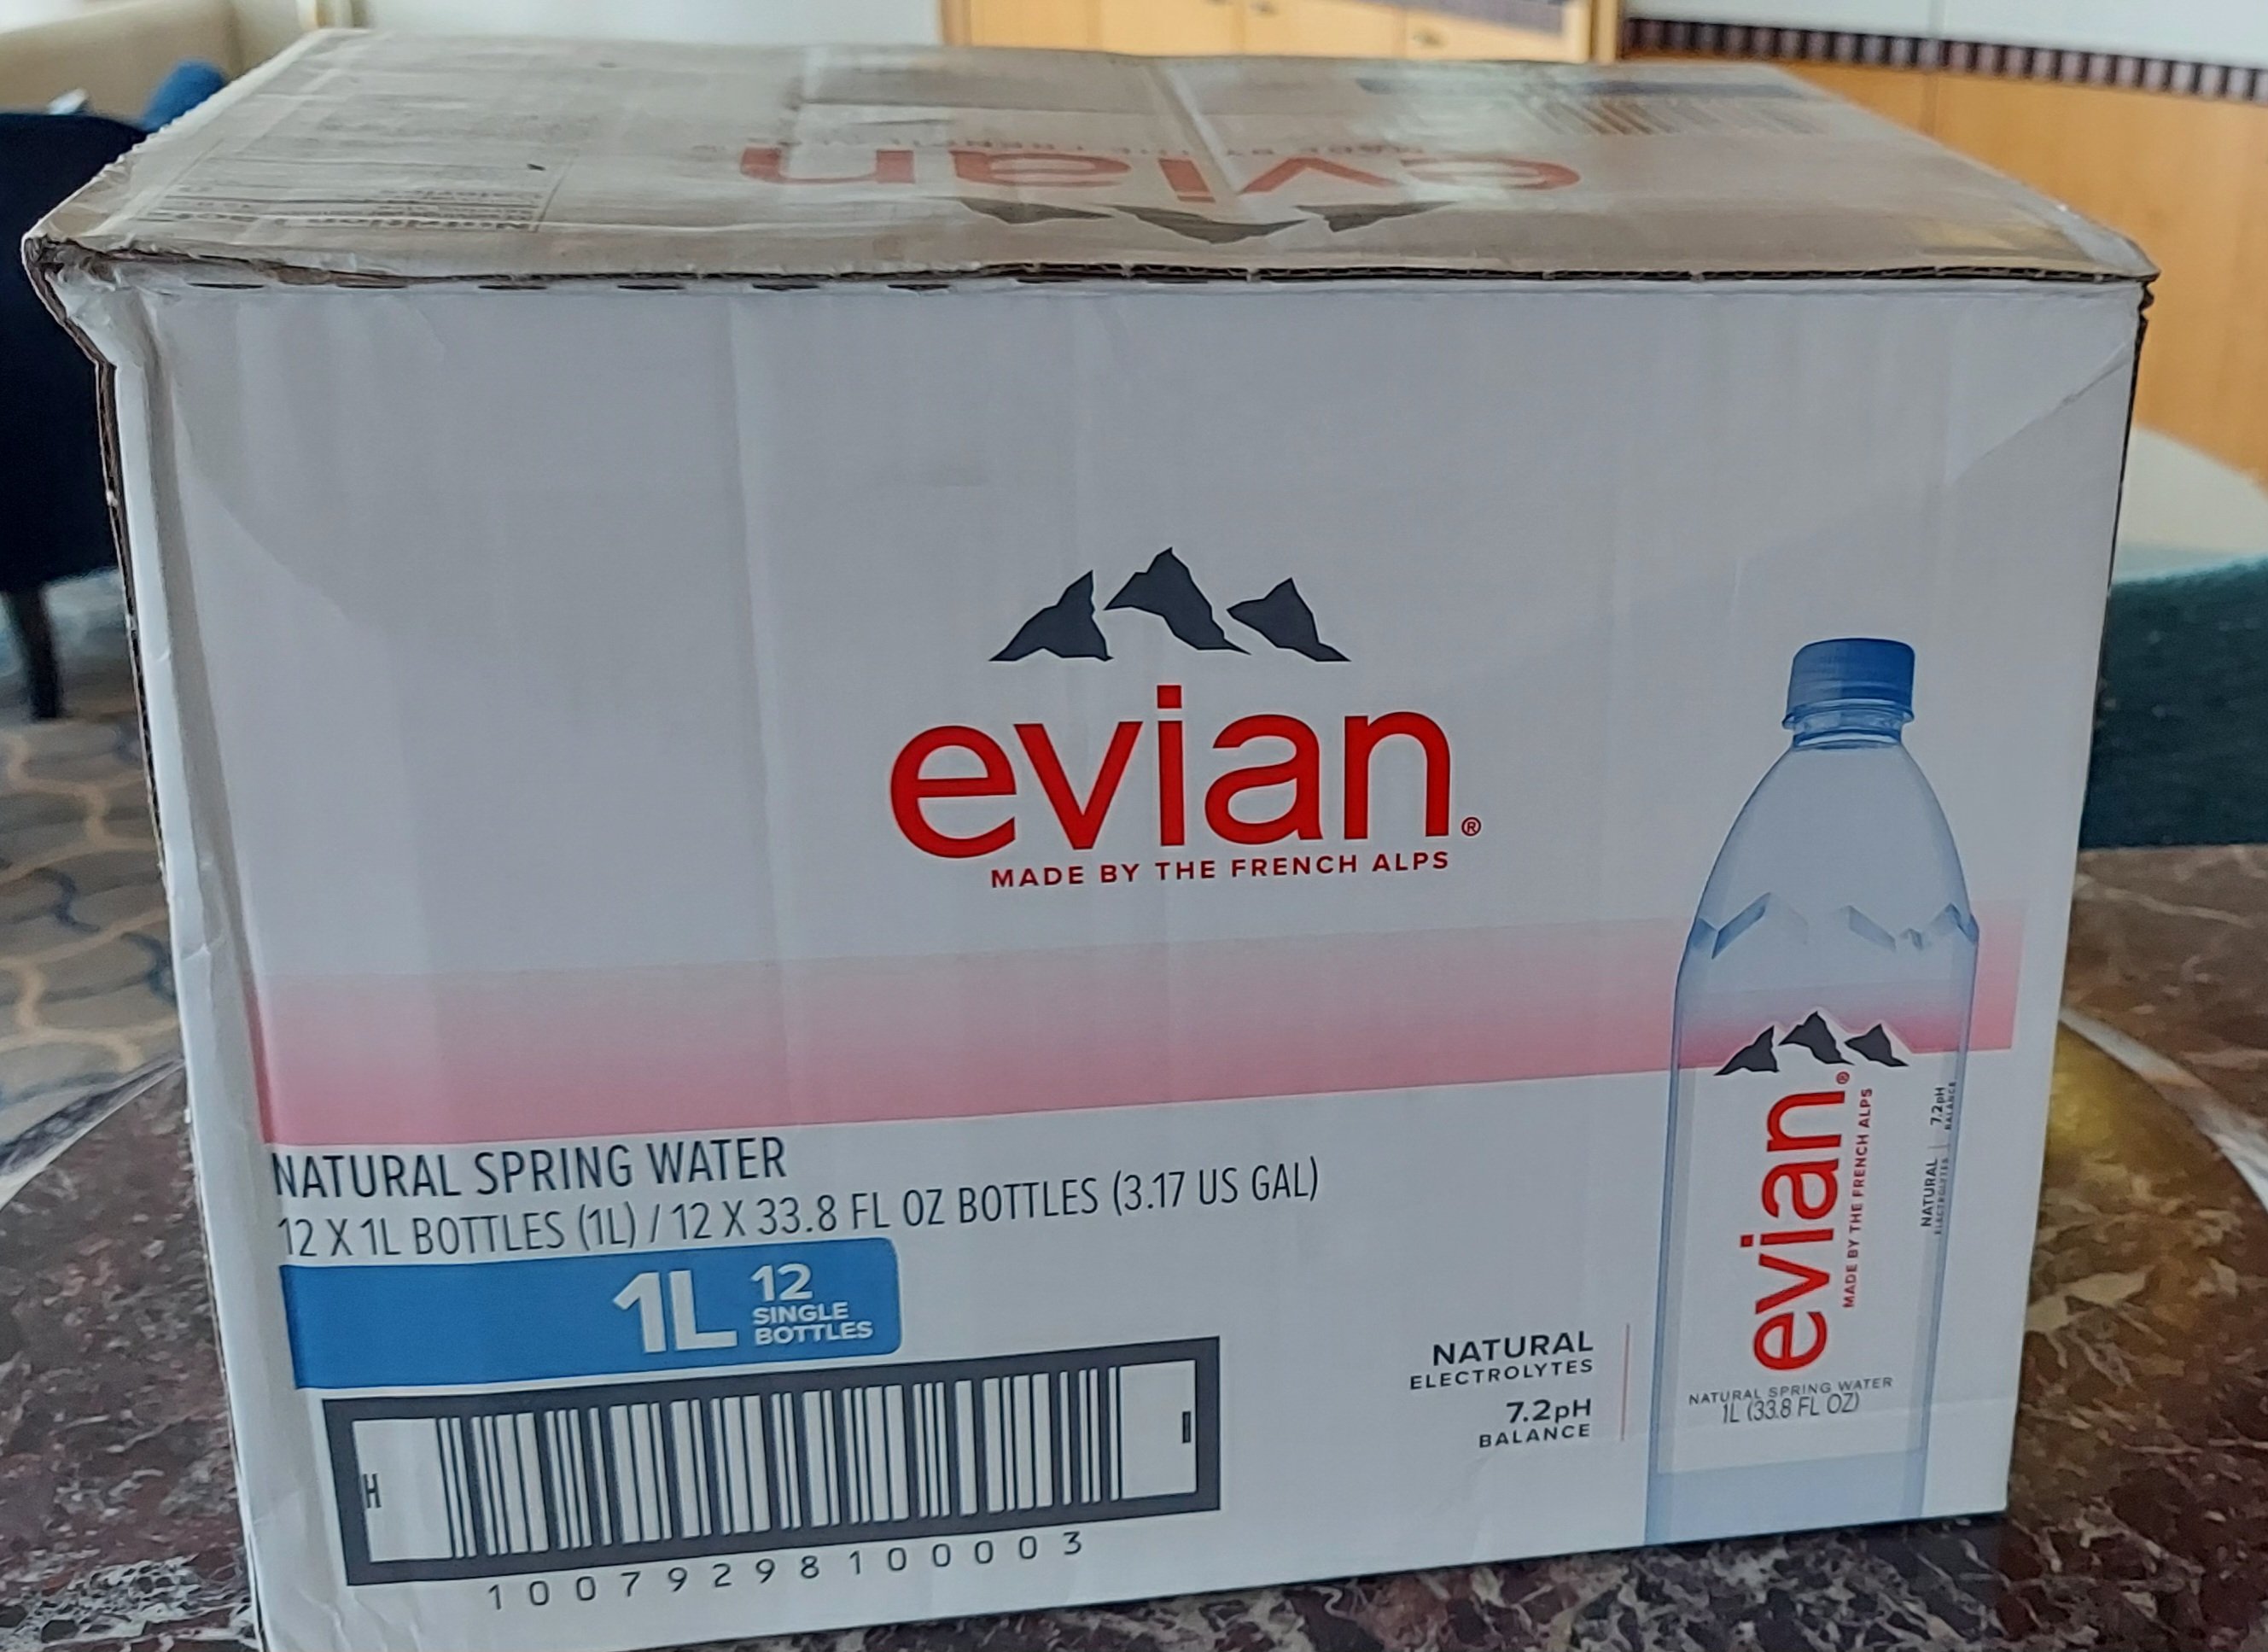 evian
evian®
MADE BY THE FRENCH ALPS
NATURAL SPRING WATER
12 X 1L BOTTLES (1L) / 12 X 33.8 FL OZ BOTTLES (3.17 US GAL)
1L 12
SINGLE
BOTTLES
H
10079298100003
NATURAL
ELECTROLYTES
7.2pH
BALANCE
evian®
MADE BY THE FRENCH ALPS
NATURAL
ELECTROLYTES
7.2pH
BALANCE
NATURAL SPRING WATER
1L (33.8 FL OZ)